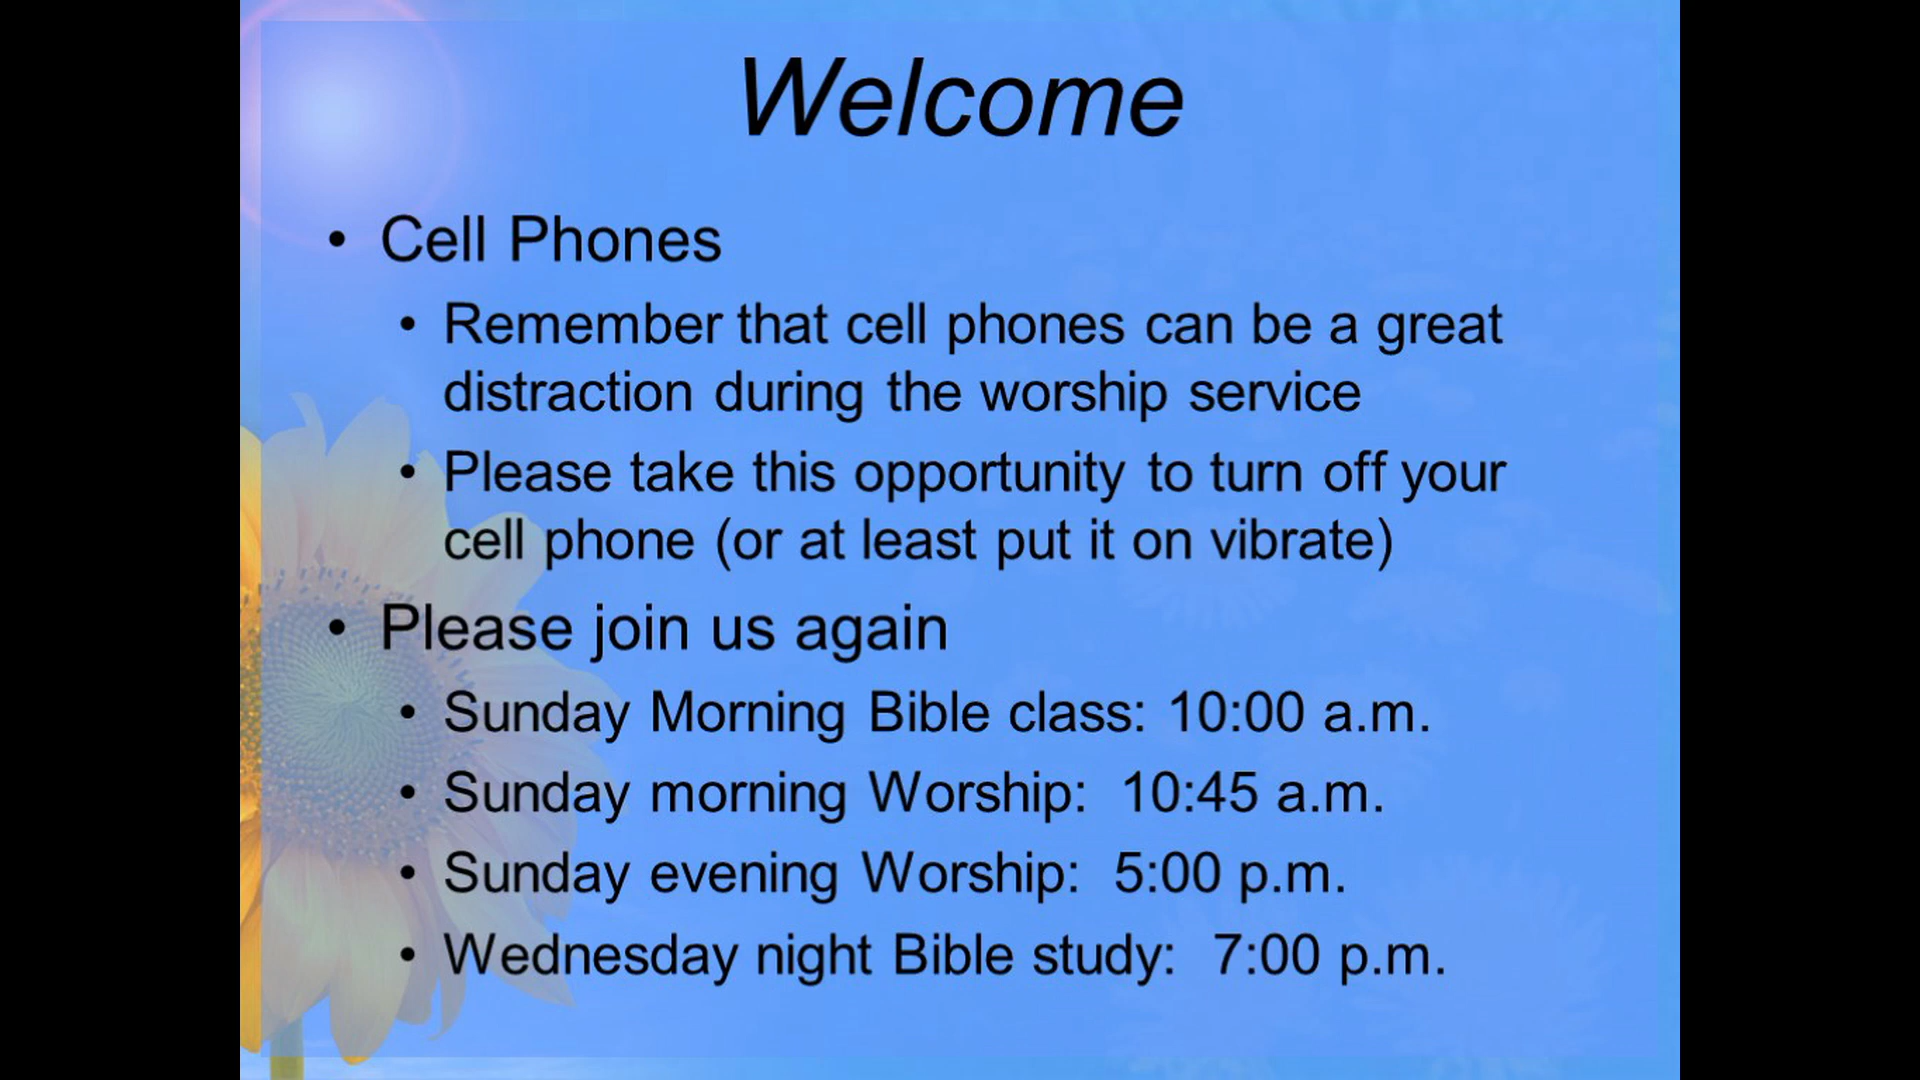 Welcome
• Cell Phones
• Remember that cell phones can be a great
distraction during the worship service
• Please take this opportunity to turn off your
cell phone (or at least put it on vibrate)
• Please join us again
• Sunday Morning Bible class: 10:00 a.m.
• Sunday morning Worship:  10:45 a.m.
• Sunday evening Worship:  5:00 p.m.
• Wednesday night Bible study:  7:00 p.m.